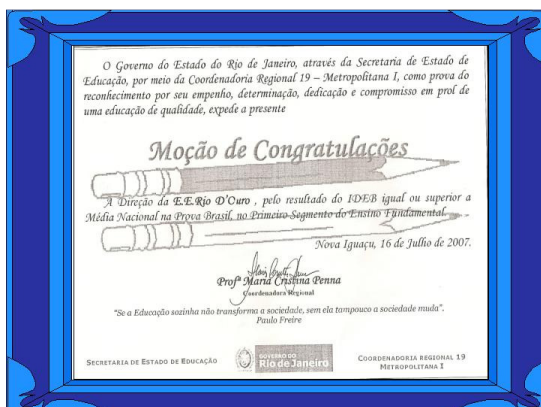 O Governo do Estado do Rio de Janeiro, através da Secretaria de Estado de
Educação, por meio da Coordenadoria Regional 19 – Metropolitana I, como prova do
reconhecimento por seu empenho, determinação, dedicação e compromisso em prol de
uma educação de qualidade, expede a presente
Moção de Congratulações
A Direção da E.E.Rio D'Ouro , pelo resultado do IDEB igual ou superior a
Média Nacional na Prova Brasil, no Primeiro Segmento do Ensino Fundamental.
Nova Iguaçu, 16 de Julho de 2007.
Profª Maria Cristina Penna
Coordenadora Regional
"Se a Educação sozinha não transforma a sociedade, sem ela tampouco a sociedade muda".
Paulo Freire
SECRETARIA DE ESTADO DE EDUCAÇÃO
GOVERNO DO
Rio de Janeiro
COORDENADORIA REGIONAL 19
METROPOLITANA I